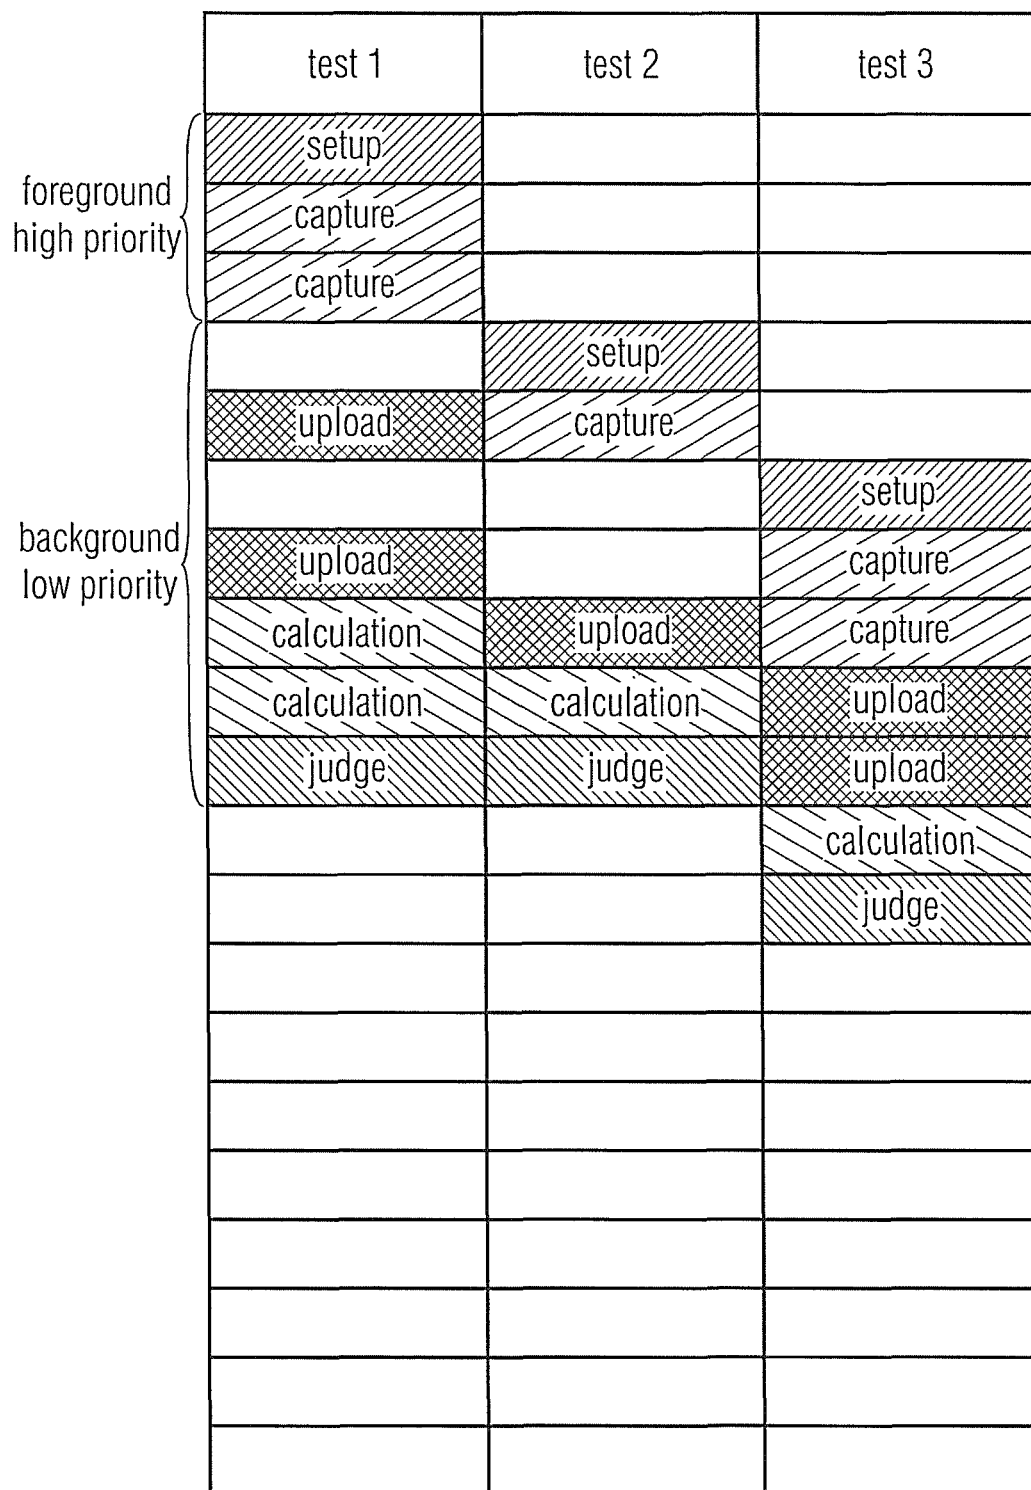 test 1 test 2 test 3
setup
foreground
high priority
capture
capture
setup
upload capture
setup
background
low priority
upload capture
calculation upload capture
calculation calculation upload
judge judge upload
calculation
judge